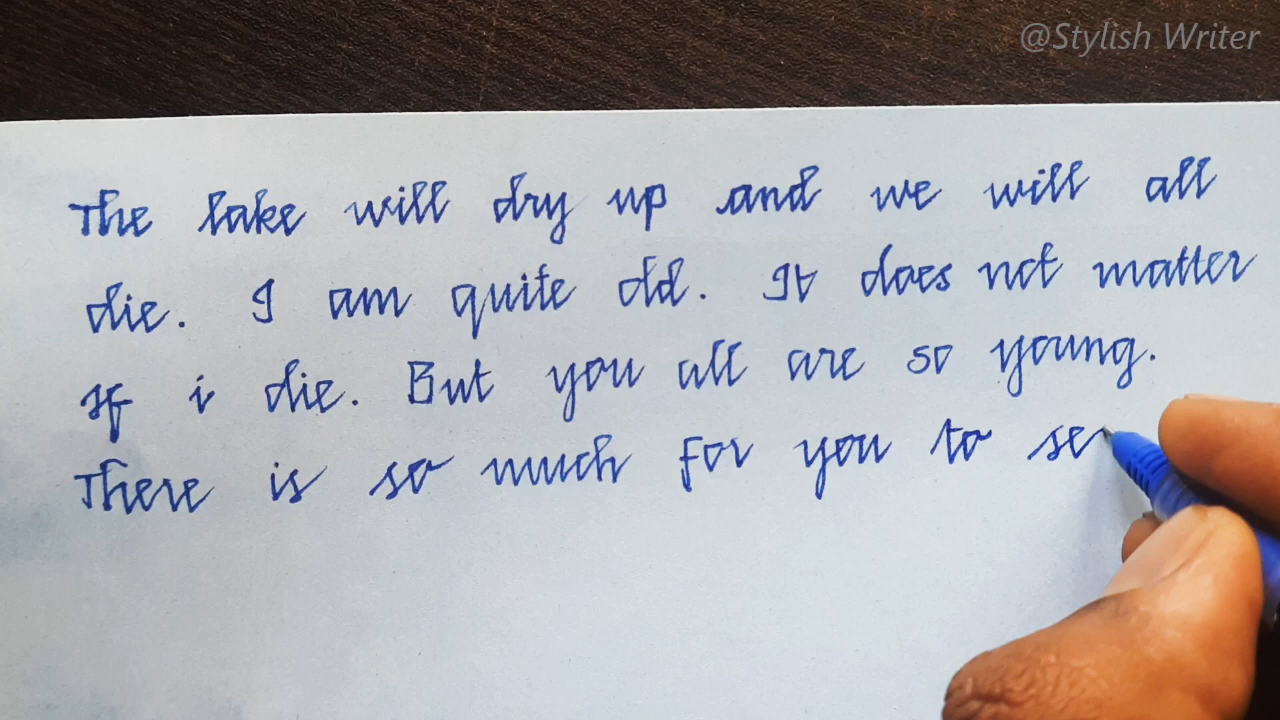 @Stylish Writer
The lake will dry up and we will all
die. I am quite old. It does not matter
If i die. But you all are so young.
There is so much for you to se